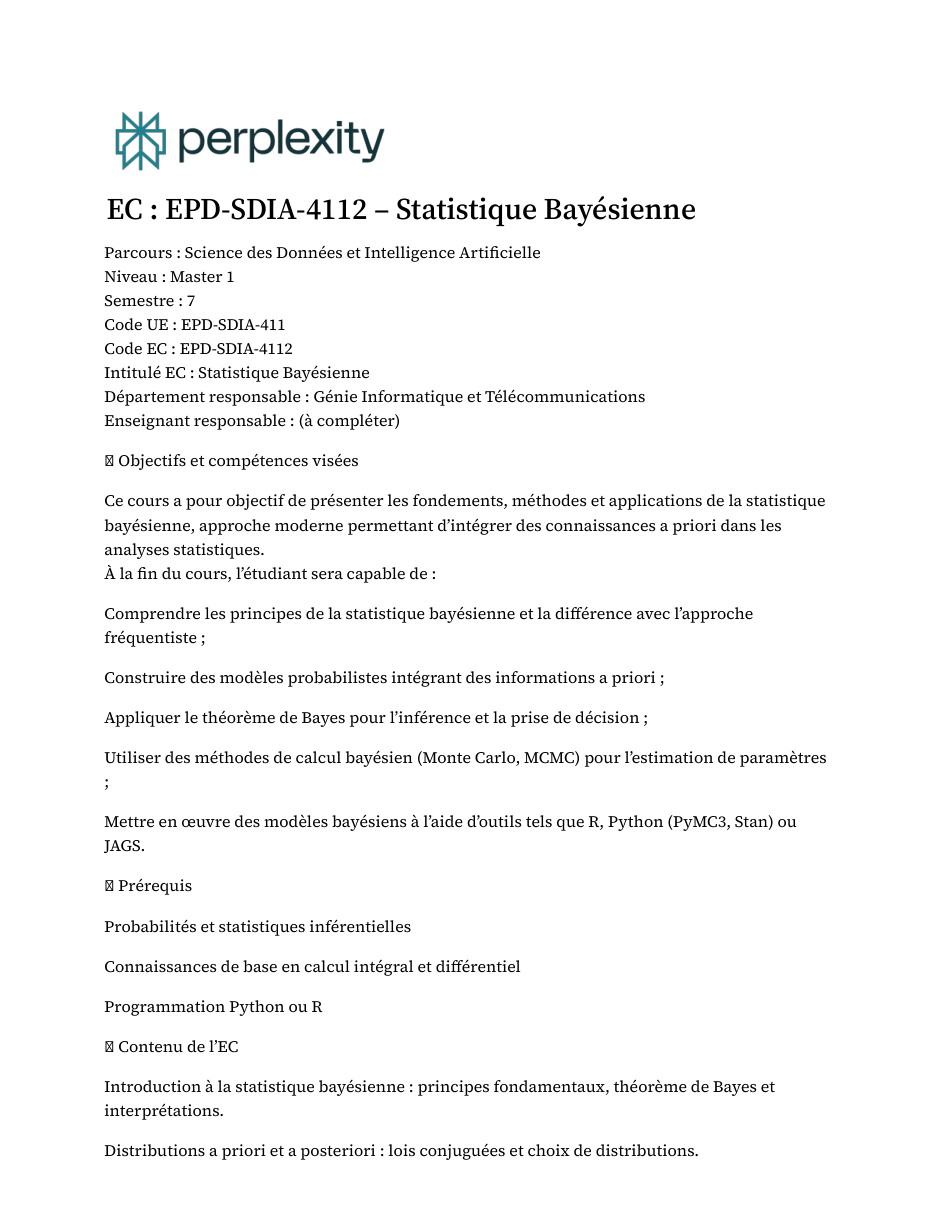 perplexity
EC : EPD-SDIA-4112 – Statistique Bayésienne
Parcours : Science des Données et Intelligence Artificielle
Niveau : Master 1
Semestre : 7
Code UE : EPD-SDIA-411
Code EC : EPD-SDIA-4112
Intitulé EC : Statistique Bayésienne
Département responsable : Génie Informatique et Télécommunications
Enseignant responsable : (à compléter)
Objectifs et compétences visées
Ce cours a pour objectif de présenter les fondements, méthodes et applications de la statistique
bayésienne, approche moderne permettant d’intégrer des connaissances a priori dans les
analyses statistiques.
À la fin du cours, l’étudiant sera capable de :
Comprendre les principes de la statistique bayésienne et la différence avec l’approche
fréquentiste ;
Construire des modèles probabilistes intégrant des informations a priori ;
Appliquer le théorème de Bayes pour l’inférence et la prise de décision ;
Utiliser des méthodes de calcul bayésien (Monte Carlo, MCMC) pour l’estimation de paramètres
;
Mettre en œuvre des modèles bayésiens à l’aide d’outils tels que R, Python (PyMC3, Stan) ou
JAGS.
Prérequis
Probabilités et statistiques inférentielles
Connaissances de base en calcul intégral et différentiel
Programmation Python ou R
Contenu de l’EC
Introduction à la statistique bayésienne : principes fondamentaux, théorème de Bayes et
interprétations.
Distributions a priori et a posteriori : lois conjuguées et choix de distributions.